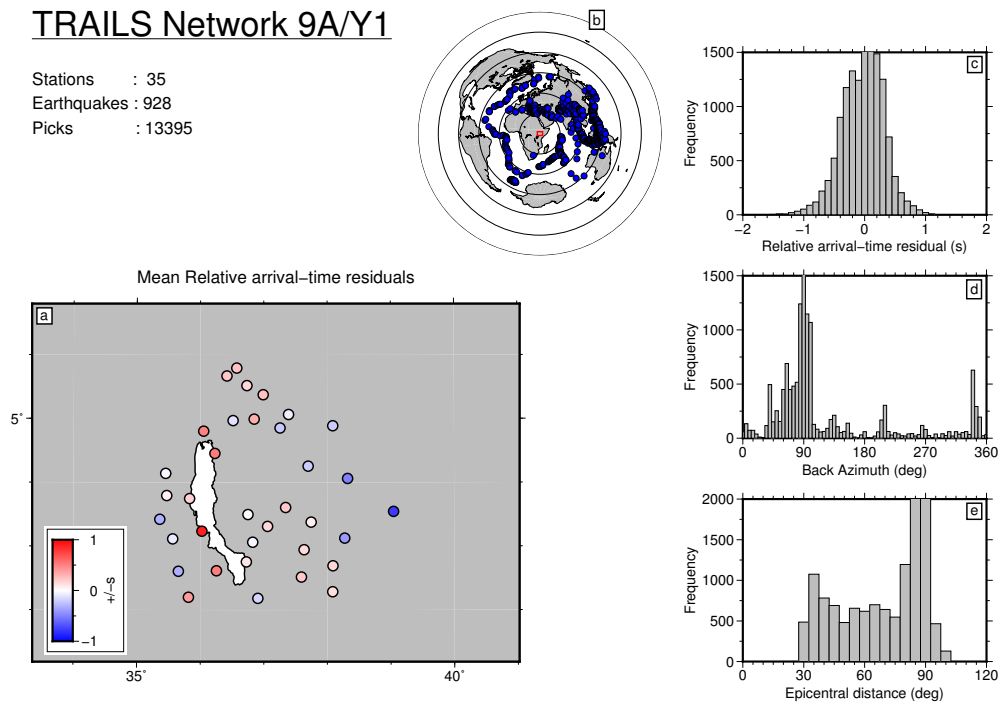 TRAILS Network 9A/Y1
Stations : 35
Earthquakes : 928
Picks : 13395
b
c
Frequency
1500
1000
500
0
−2 −1 0 1 2
Relative arrival−time residual (s)
Mean Relative arrival−time residuals
a
5˚
35˚ 40˚
1
0
−1
+/−s
d
Frequency
1500
1000
500
0
0 90 180 270 360
Back Azimuth (deg)
e
Frequency
2000
1500
1000
500
0
0 30 60 90 120
Epicentral distance (deg)